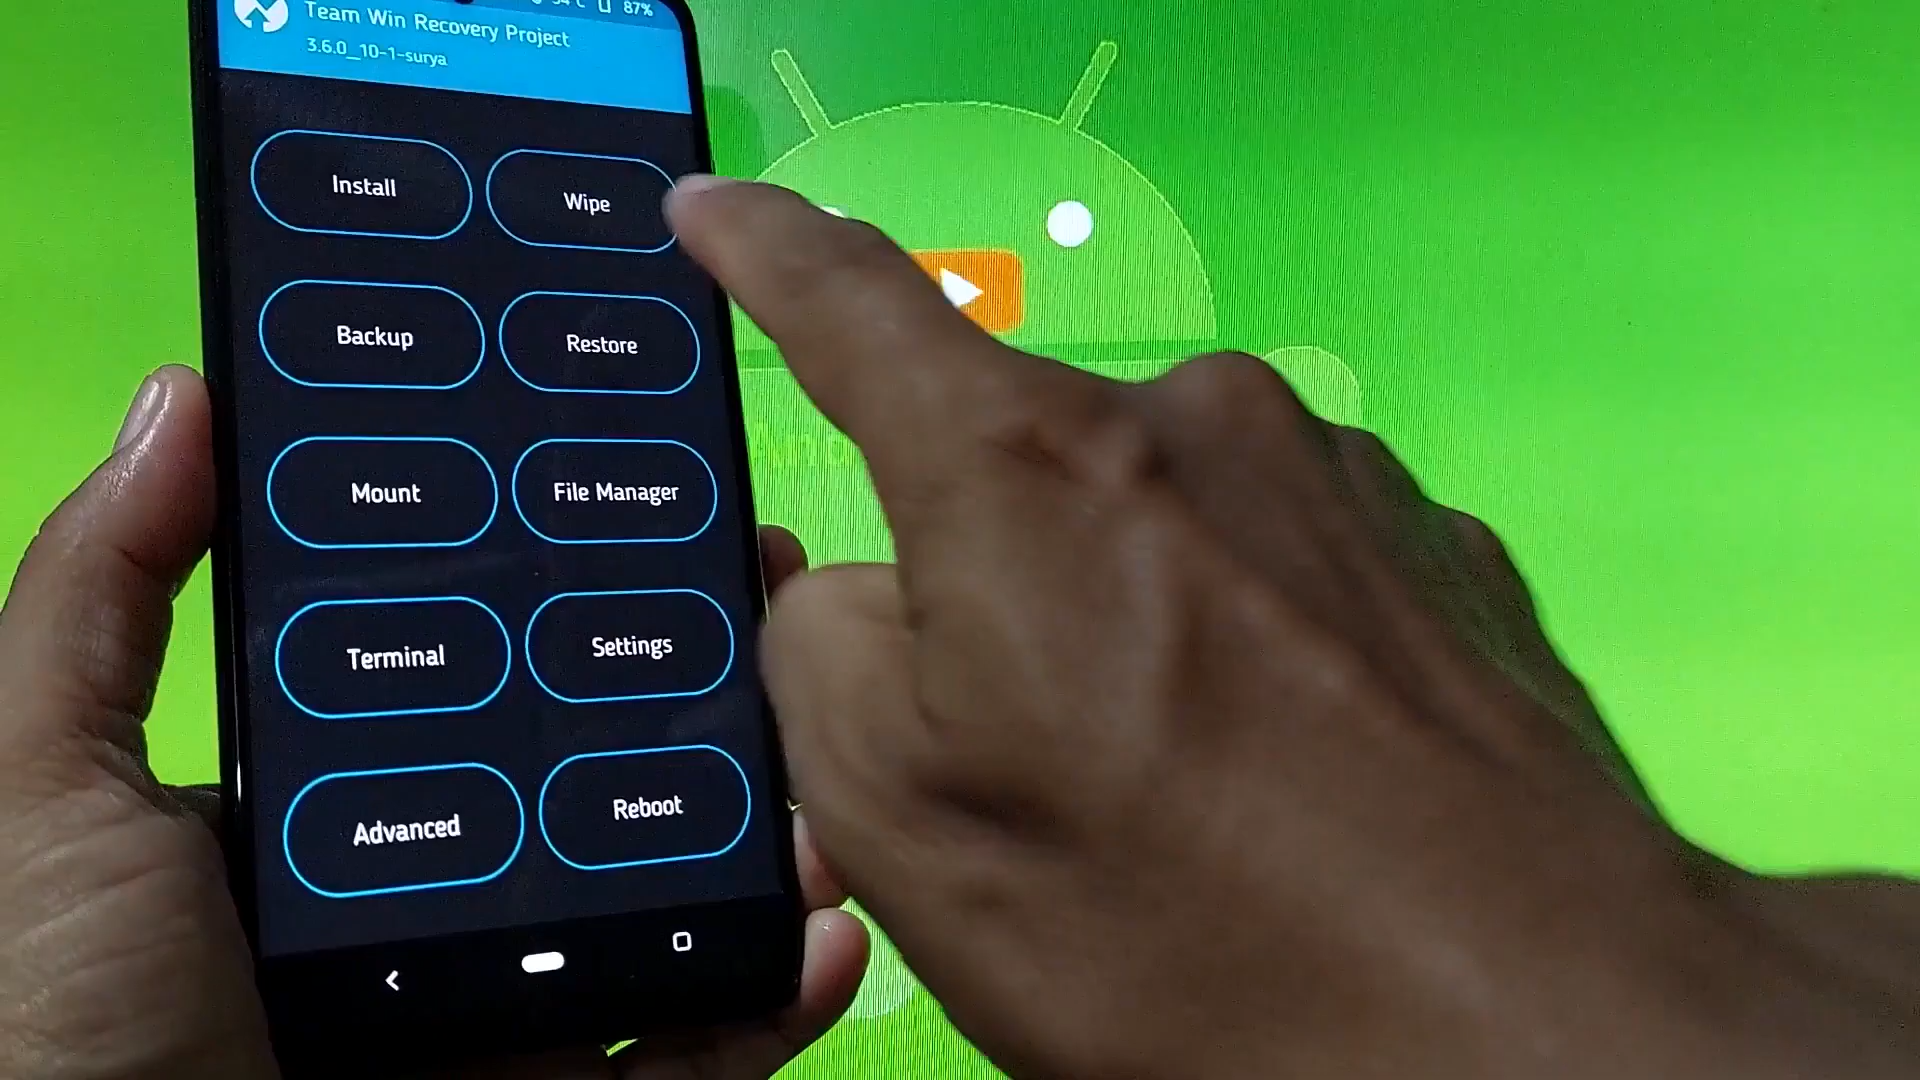 87%
Team Win Recovery Project
3.6.0_10-1-surya
Install
Wipe
Backup
Restore
Mount
File Manager
Terminal
Settings
Advanced
Reboot